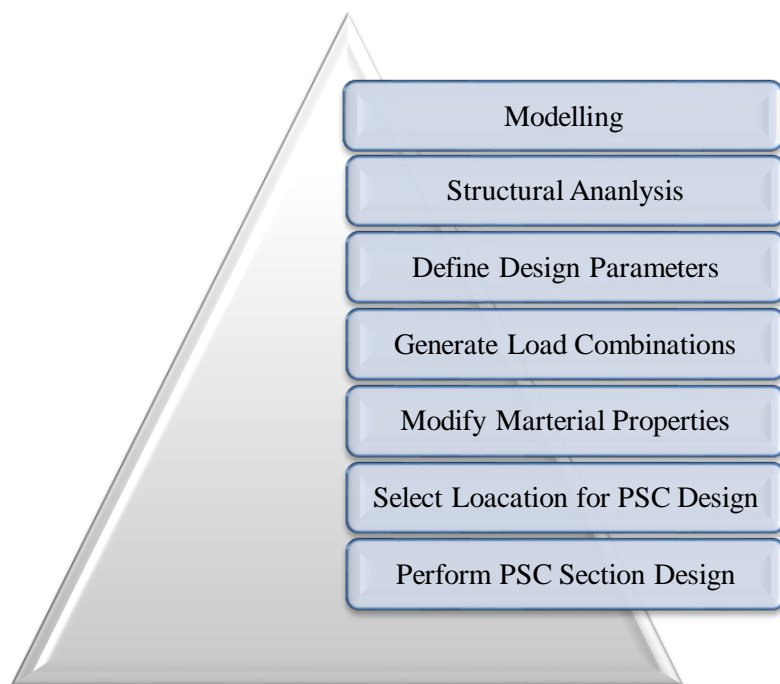 Modelling
Structural Ananlysis
Define Design Parameters
Generate Load Combinations
Modify Marterial Properties
Select Loacation for PSC Design
Perform PSC Section Design